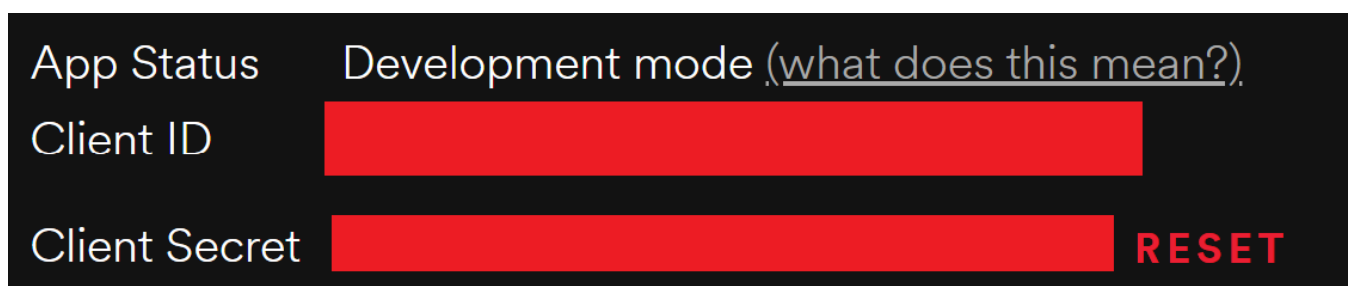 App Status Development mode (what does this mean?)
Client ID
Client Secret RESET